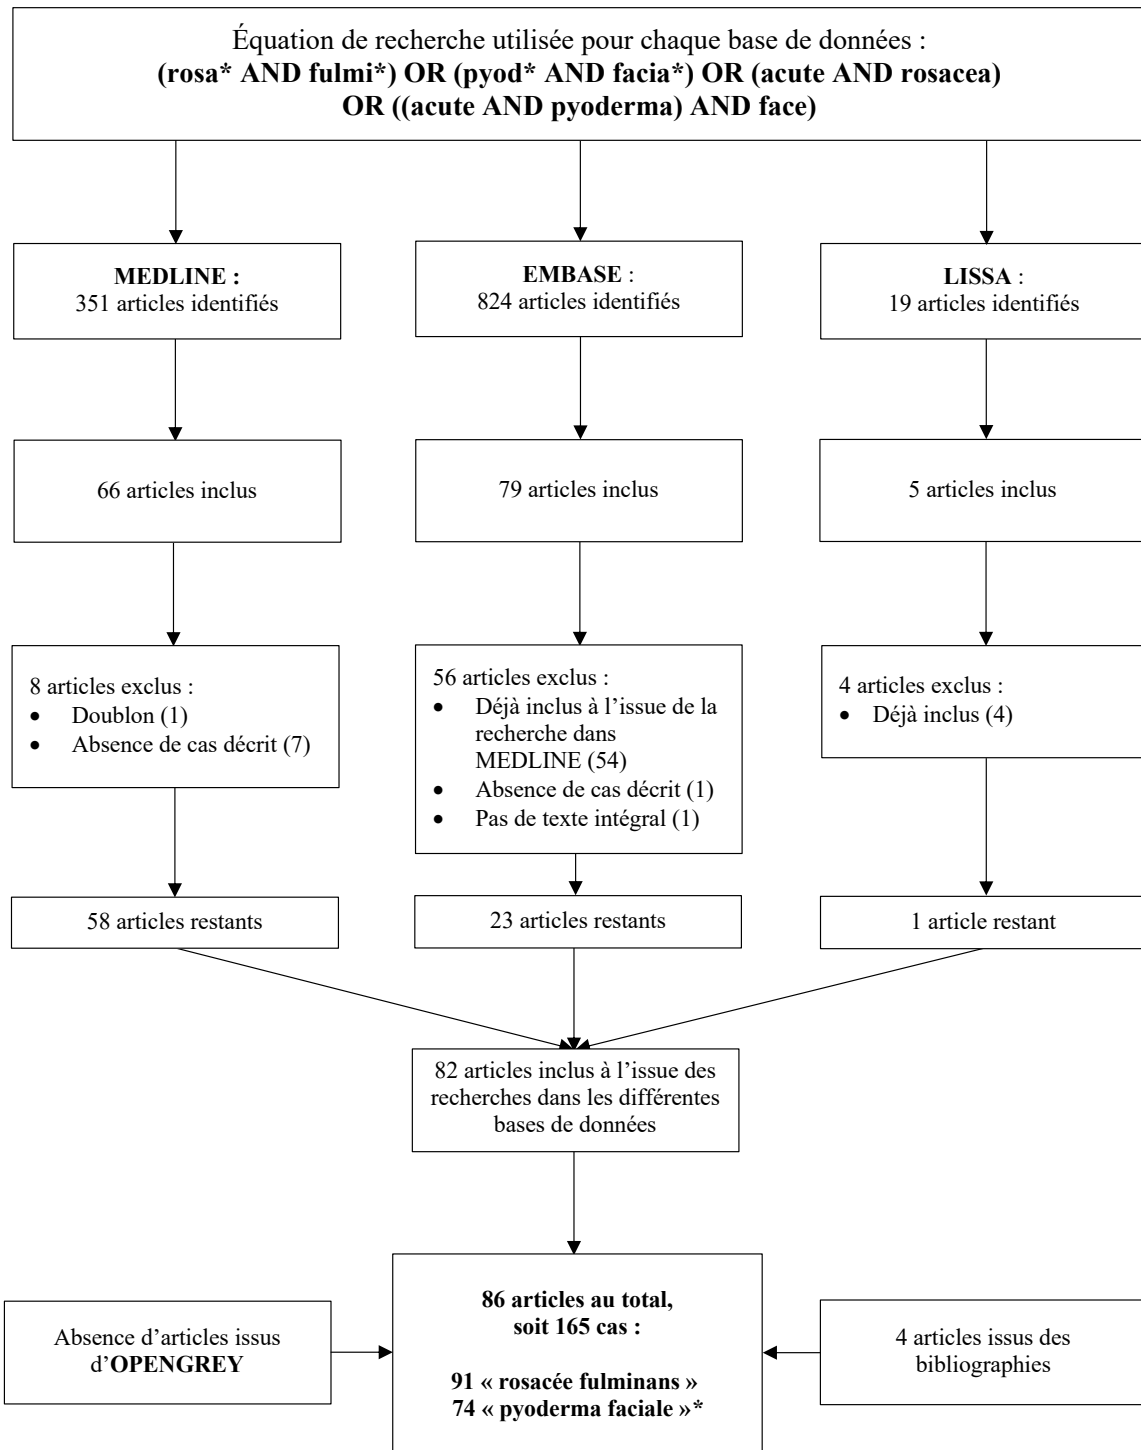 Équation de recherche utilisée pour chaque base de données :
(rosa* AND fulmi*) OR (pyod* AND facia*) OR (acute AND rosacea)
OR ((acute AND pyoderma) AND face)
MEDLINE :
351 articles identifiés
EMBASE :
824 articles identifiés
LISSA :
19 articles identifiés
66 articles inclus
79 articles inclus
5 articles inclus
8 articles exclus :
• Doublon (1)
• Absence de cas décrit (7)
56 articles exclus :
• Déjà inclus à l’issue de la
recherche dans
MEDLINE (54)
• Absence de cas décrit (1)
• Pas de texte intégral (1)
4 articles exclus :
• Déjà inclus (4)
58 articles restants
23 articles restants
1 article restant
82 articles inclus à l’issue des
recherches dans les différentes
bases de données
Absence d’articles issus
d’OPENGREY
86 articles au total,
soit 165 cas :
91 « rosacée fulminans »
74 « pyoderma faciale »*
4 articles issus des
bibliographies